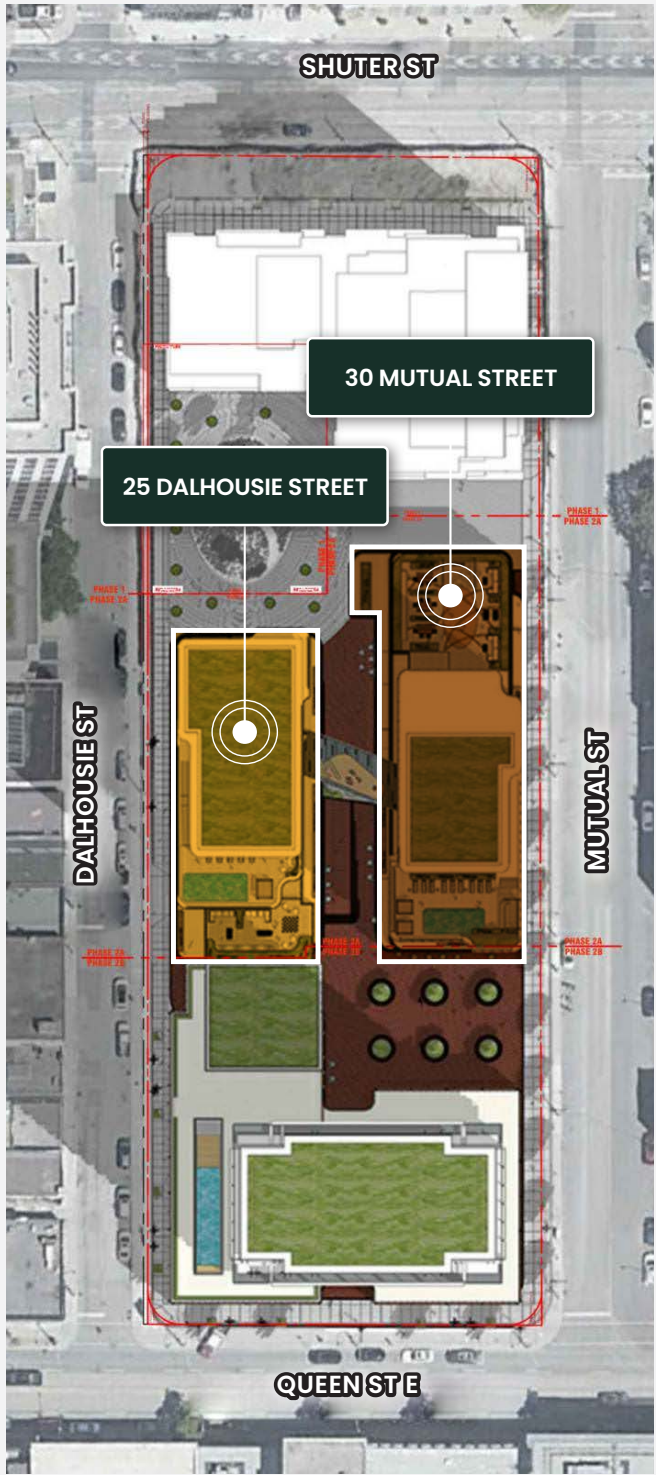 SHUTER ST
30 MUTUAL STREET
25 DALHOUSIE STREET
PHASE 1
PHASE 2A
PHASE 1
PHASE 2A
DALHOUSIE ST
MUTUAL ST
PHASE 2A
PHASE 2B
PHASE 2A
PHASE 2B
PHASE 2A
PHASE 2B
QUEEN ST E